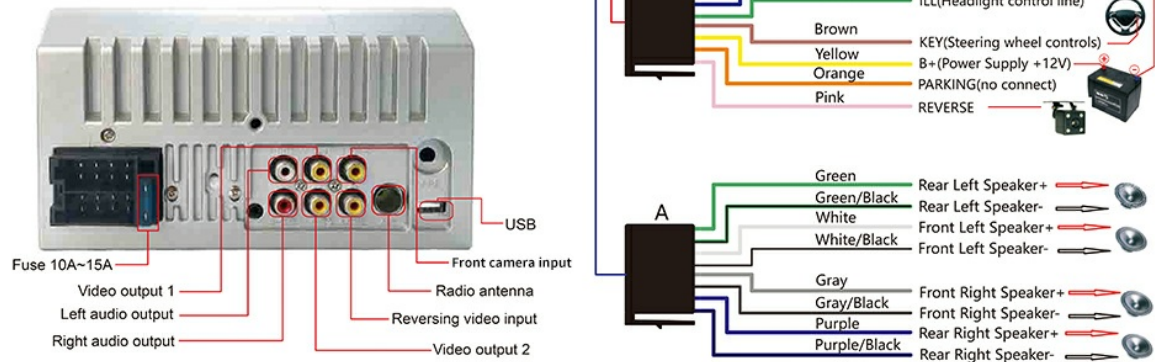 USB
Fuse 10A~15A
Front camera input
Video output 1
Radio antenna
Left audio output
Reversing video input
Right audio output
Video output 2
ILL(Headlight control line)
Brown
KEY(Steering wheel controls)
Yellow
B+(Power Supply +12V)
Orange
PARKING(no connect)
Pink
REVERSE
A
Green
Rear Left Speaker+
Green/Black
Rear Left Speaker-
White
Front Left Speaker+
White/Black
Front Left Speaker-
Gray
Front Right Speaker+
Gray/Black
Front Right Speaker-
Purple
Rear Right Speaker+
Purple/Black
Rear Right Speaker-